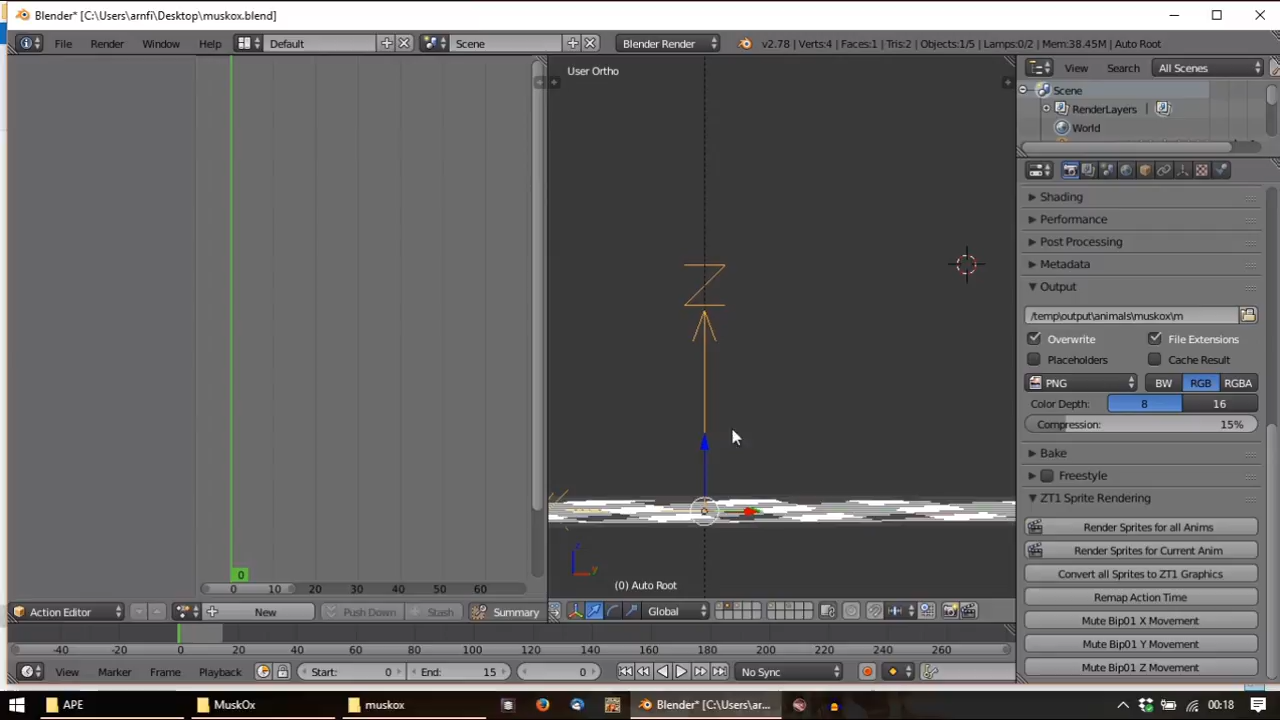 Blender* [C:\Users\arnfi\Desktop\muskox.blend]
File Render Window Help Default Scene Blender Render v2.78 | Verts:4 | Faces:1 | Tris:2 | Objects:1/5 | Lamps:0/2 | Mem:38.45M | Auto Root
User Ortho
View Search All Scenes
Scene
RenderLayers
World
Shading
Performance
Post Processing
Metadata
Output
/temp\output\animals\muskox\m
Overwrite File Extensions
Placeholders Cache Result
PNG BW RGB RGBA
Color Depth: 8 16
Compression: 15%
Bake
Freestyle
ZT1 Sprite Rendering
Render Sprites for all Anims
Render Sprites for Current Anim
Convert all Sprites to ZT1 Graphics
Remap Action Time
Mute Bip01 X Movement
Mute Bip01 Y Movement
Mute Bip01 Z Movement
Z
z
y
0
0 10 20 30 40 50 60
(0) Auto Root
Action Editor New Push Down Stash Summary
Global
-40 -20 0 20 40 60 80 100 120 140 160 180 200 220 240 260
View Marker Frame Playback Start: 0 End: 15 0 No Sync
APE MuskOx muskox Blender* [C:\Users\ar... 00:18